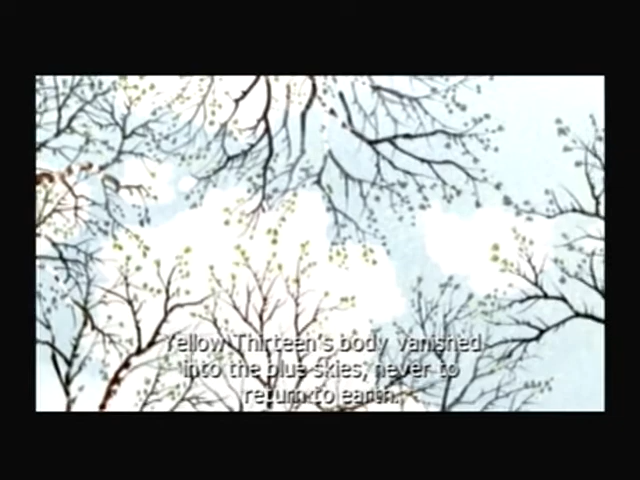 Yellow Thirteen's body vanished
into the blue skies, never to
return to earth.